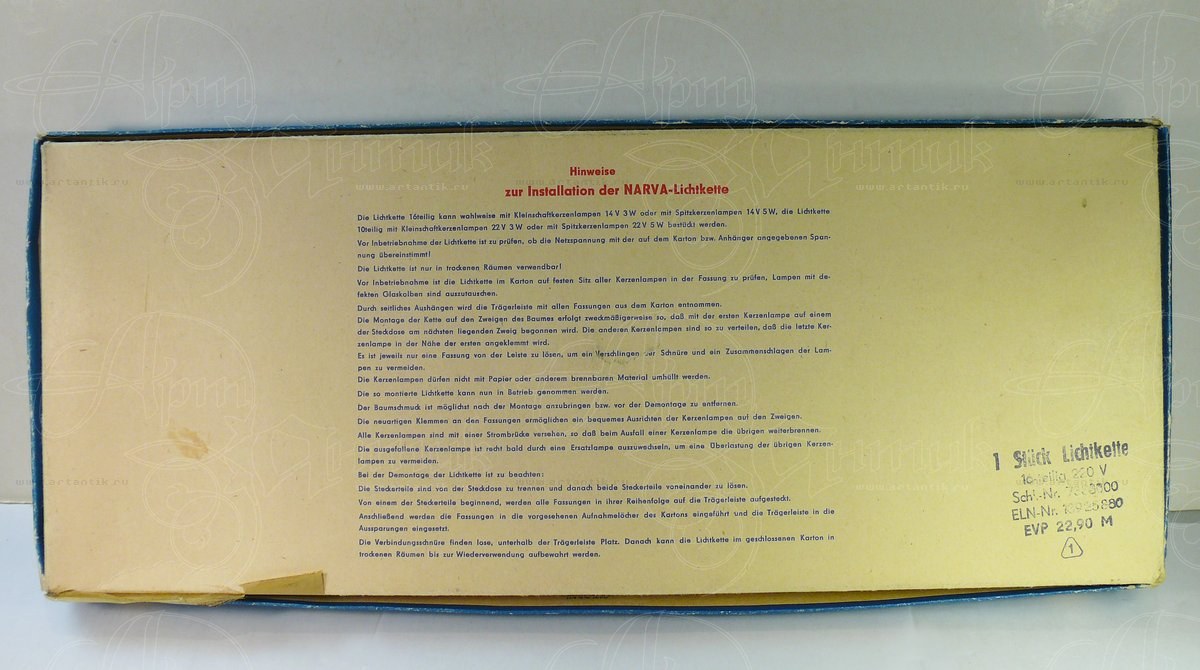 Hinweise
zur Installation der NARVA-Lichtkette
Die Lichtkette 16teilig kann wahlweise mit Kleinschaftkerzenlampen 14 V 3 W oder mit Spitzkerzenlampen 14 V 5 W, die Lichtkette
10teilig mit Kleinschaftkerzenlampen 22 V 3 W oder mit Spitzkerzenlampen 22 V 5 W bestückt werden.
Vor Inbetriebnahme der Lichtkette ist zu prüfen, ob die Netzspannung mit der auf dem Karton bzw. Anhänger angegebenen Span-
nung übereinstimmt!
Die Lichtkette ist nur in trockenen Räumen verwendbar!
Vor Inbetriebnahme ist die Lichtkette im Karton auf festen Sitz aller Kerzenlampen in der Fassung zu prüfen, Lampen mit de-
fekten Glaskolben sind auszutauschen.
Durch seitliches Aushängen wird die Trägerleiste mit allen Fassungen aus dem Karton entnommen.
Die Montage der Kette auf den Zweigen des Baumes erfolgt zweckmäßigerweise so, daß mit der ersten Kerzenlampe auf einem
der Steckdose am nächsten liegenden Zweig begonnen wird. Die anderen Kerzenlampen sind so zu verteilen, daß die letzte Ker-
zenlampe in der Nähe der ersten angeklemmt wird.
Es ist jeweils nur eine Fassung von der Leiste zu lösen, um ein Verschlingen der Schnüre und ein Zusammenschlagen der Lam-
pen zu vermeiden.
Die Kerzenlampen dürfen nicht mit Papier oder anderem brennbaren Material umhüllt werden.
Die so montierte Lichtkette kann nun in Betrieb genommen werden.
Der Baumschmuck ist möglichst nach der Montage anzubringen bzw. vor der Demontage zu entfernen.
Die neuartigen Klemmen an den Fassungen ermöglichen ein bequemes Ausrichten der Kerzenlampen auf den Zweigen.
Alle Kerzenlampen sind mit einer Strombrücke versehen, so daß beim Ausfall einer Kerzenlampe die übrigen weiterbrennen.
Die ausgefallene Kerzenlampe ist recht bald durch eine Ersatzlampe auszuwechseln, um eine Überlastung der übrigen Kerzen-
lampen zu vermeiden.
Bei der Demontage der Lichtkette ist zu beachten:
Die Steckerteile sind von der Steckdose zu trennen und danach beide Steckerteile voneinander zu lösen.
Von einem der Steckerteile beginnend, werden alle Fassungen in ihrer Reihenfolge auf die Trägerleiste aufgesteckt.
Anschließend werden die Fassungen in die vorgesehenen Aufnahmelöcher des Kartons eingeführt und die Trägerleiste in die
Aussparungen eingesetzt.
Die Verbindungsschnüre finden lose, unterhalb der Trägerleiste Platz. Danach kann die Lichtkette im geschlossenen Karton in
trockenen Räumen bis zur Wiederverwendung aufbewahrt werden.
1 Stück Lichtkette
220 V
Schl.-Nr.
ELN-Nr.
EVP 22,90 M
1
Арт
Антик
www.artantik.ru